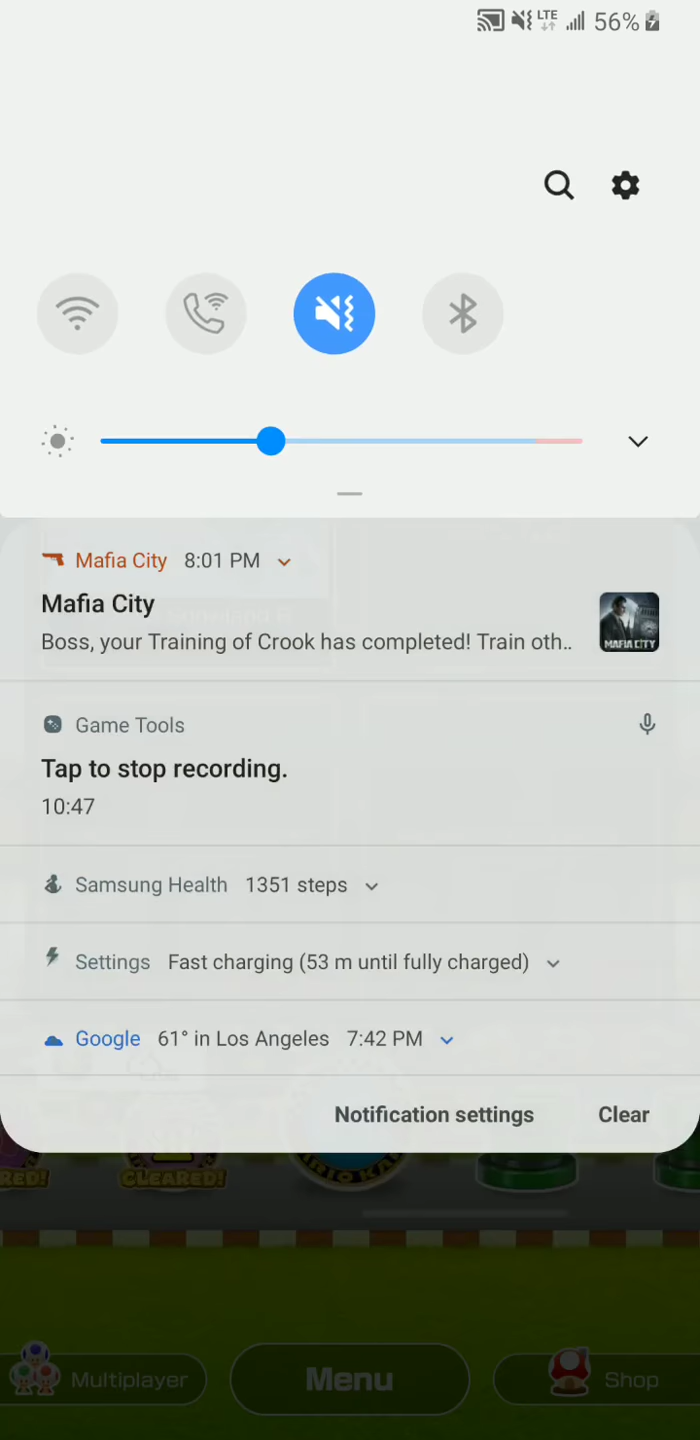 LTE 56%
Mafia City 8:01 PM
Mafia City
Boss, your Training of Crook has completed! Train oth..
MAFIA CITY
Game Tools
Tap to stop recording.
10:47
Samsung Health 1351 steps
Settings Fast charging (53 m until fully charged)
Google 61° in Los Angeles 7:42 PM
Notification settings Clear
CLEARED!
Multiplayer Menu Shop